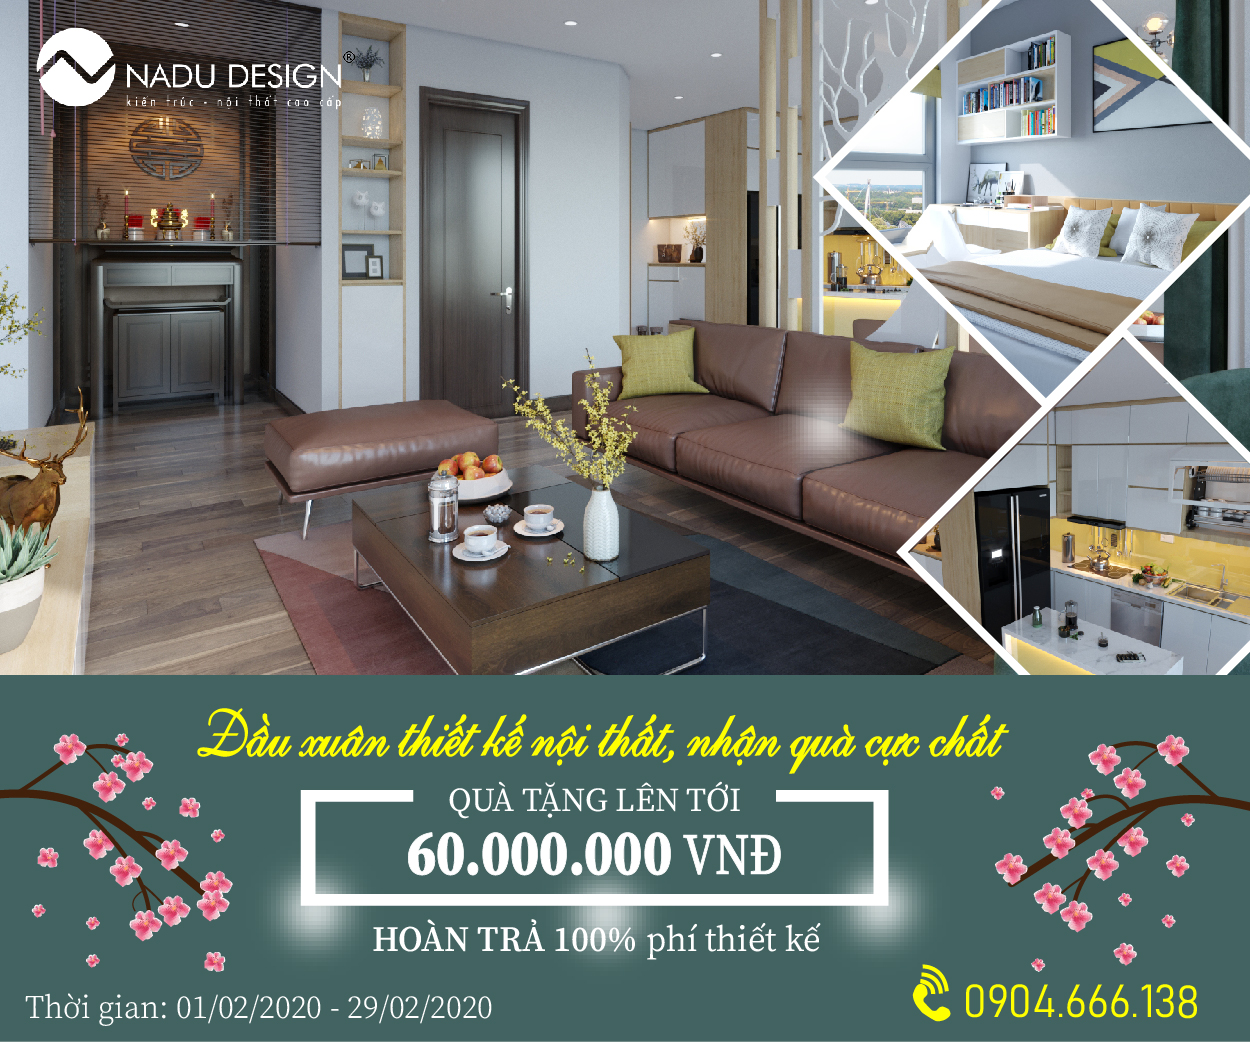 NADU DESIGN®
kiến trúc - nội thất cao cấp
Đầu xuân thiết kế nội thất, nhận quà cực chất
QUÀ TẶNG LÊN TỚI
60.000.000 VNĐ
HOÀN TRẢ 100% phí thiết kế
Thời gian: 01/02/2020 - 29/02/2020
0904.666.138